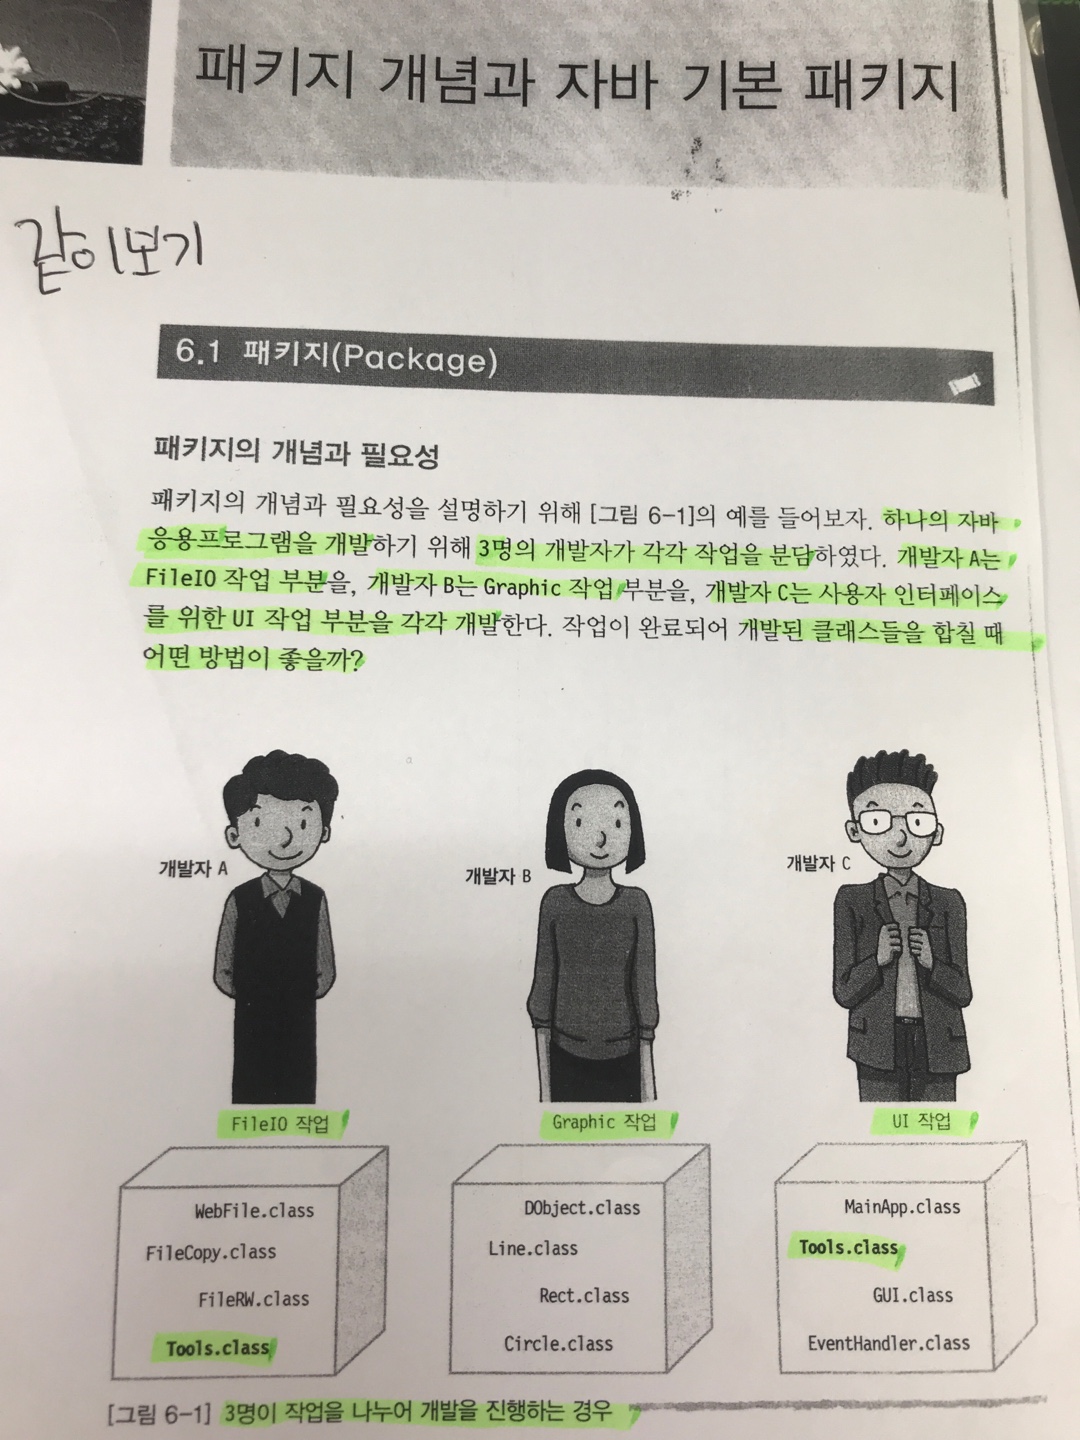 패키지 개념과 자바 기본 패키지
같이보기
6.1 패키지(Package)
패키지의 개념과 필요성
패키지의 개념과 필요성을 설명하기 위해 [그림 6-1]의 예를 들어보자. 하나의 자바
응용프로그램을 개발하기 위해 3명의 개발자가 각각 작업을 분담하였다. 개발자 A는
FileIO 작업 부분을, 개발자 B는 Graphic 작업 부분을, 개발자 C는 사용자 인터페이스
를 위한 UI 작업 부분을 각각 개발한다. 작업이 완료되어 개발된 클래스들을 합칠 때
어떤 방법이 좋을까?
개발자 A
개발자 B
개발자 C
FileIO 작업
Graphic 작업
UI 작업
WebFile.class
FileCopy.class
FileRW.class
Tools.class
DObject.class
Line.class
Rect.class
Circle.class
MainApp.class
Tools.class
GUI.class
EventHandler.class
[그림 6-1] 3명이 작업을 나누어 개발을 진행하는 경우